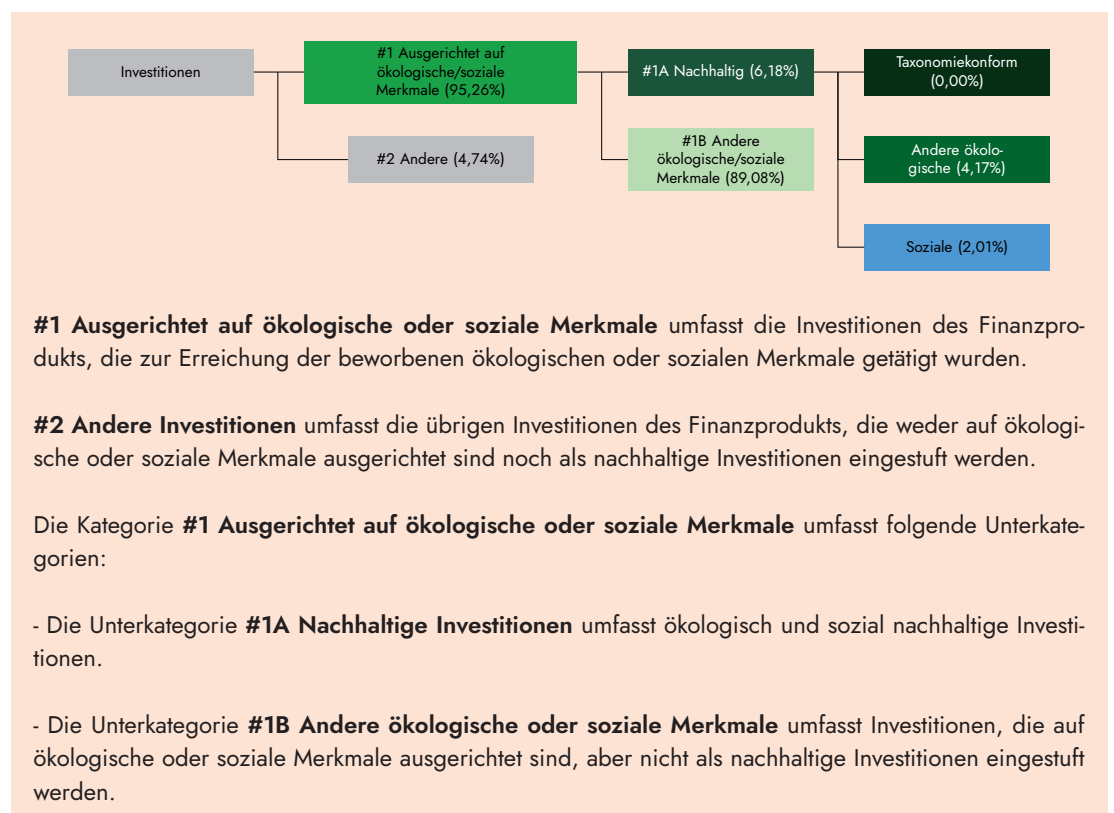 Investitionen
#1 Ausgerichtet auf
ökologische/soziale
Merkmale (95,26%)
#1A Nachhaltig (6,18%)
Taxonomiekonform
(0,00%)
#2 Andere (4,74%)
#1B Andere
ökologische/soziale
Merkmale (89,08%)
Andere ökolo-
gische (4,17%)
Soziale (2,01%)
#1 Ausgerichtet auf ökologische oder soziale Merkmale umfasst die Investitionen des Finanzpro-
dukts, die zur Erreichung der beworbenen ökologischen oder sozialen Merkmale getätigt wurden.
#2 Andere Investitionen umfasst die übrigen Investitionen des Finanzprodukts, die weder auf ökologi-
sche oder soziale Merkmale ausgerichtet sind noch als nachhaltige Investitionen eingestuft werden.
Die Kategorie #1 Ausgerichtet auf ökologische oder soziale Merkmale umfasst folgende Unterkate-
gorien:
- Die Unterkategorie #1A Nachhaltige Investitionen umfasst ökologisch und sozial nachhaltige Investi-
tionen.
- Die Unterkategorie #1B Andere ökologische oder soziale Merkmale umfasst Investitionen, die auf
ökologische oder soziale Merkmale ausgerichtet sind, aber nicht als nachhaltige Investitionen eingestuft
werden.